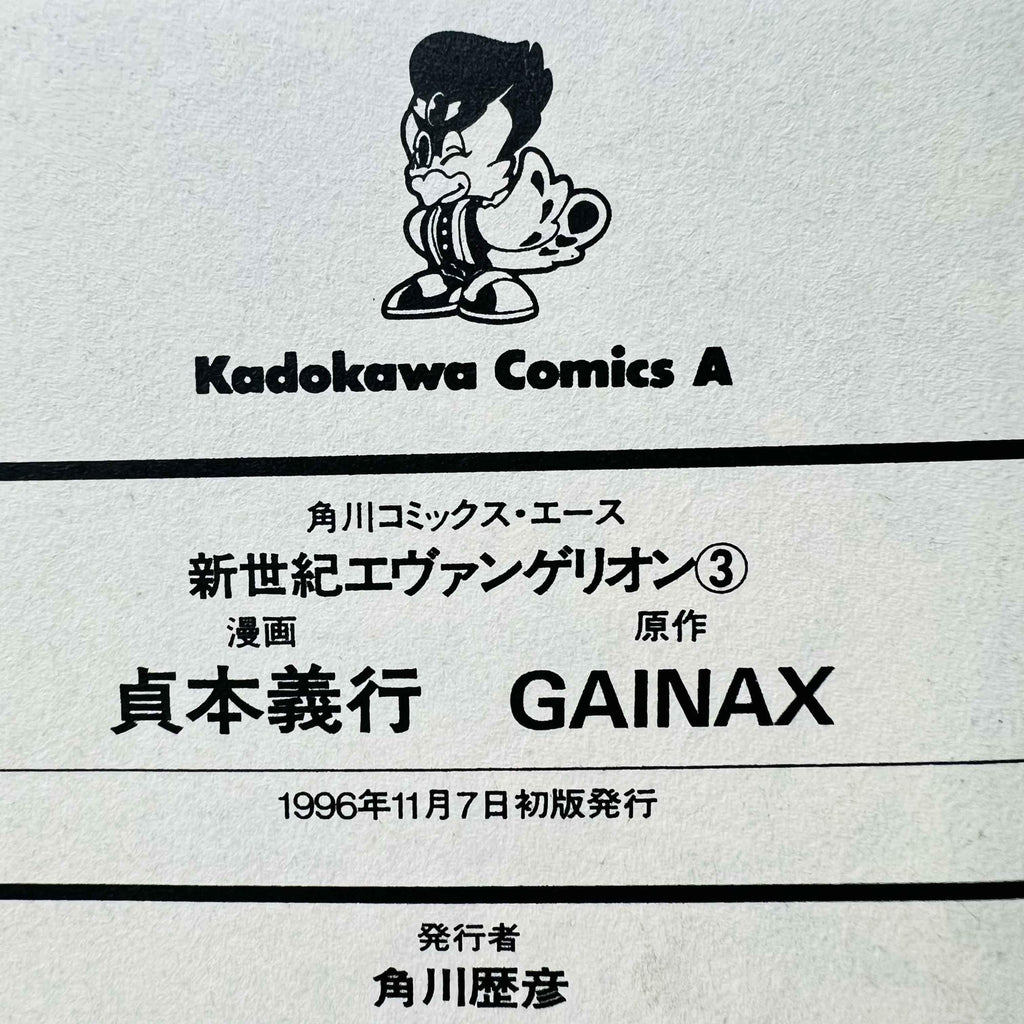 Kadokawa Comics A
角川コミックス・エース
新世紀エヴァンゲリオン③
漫画　原作
貞本義行　GAINAX
1996年11月7日初版発行
発行者
角川歴彦